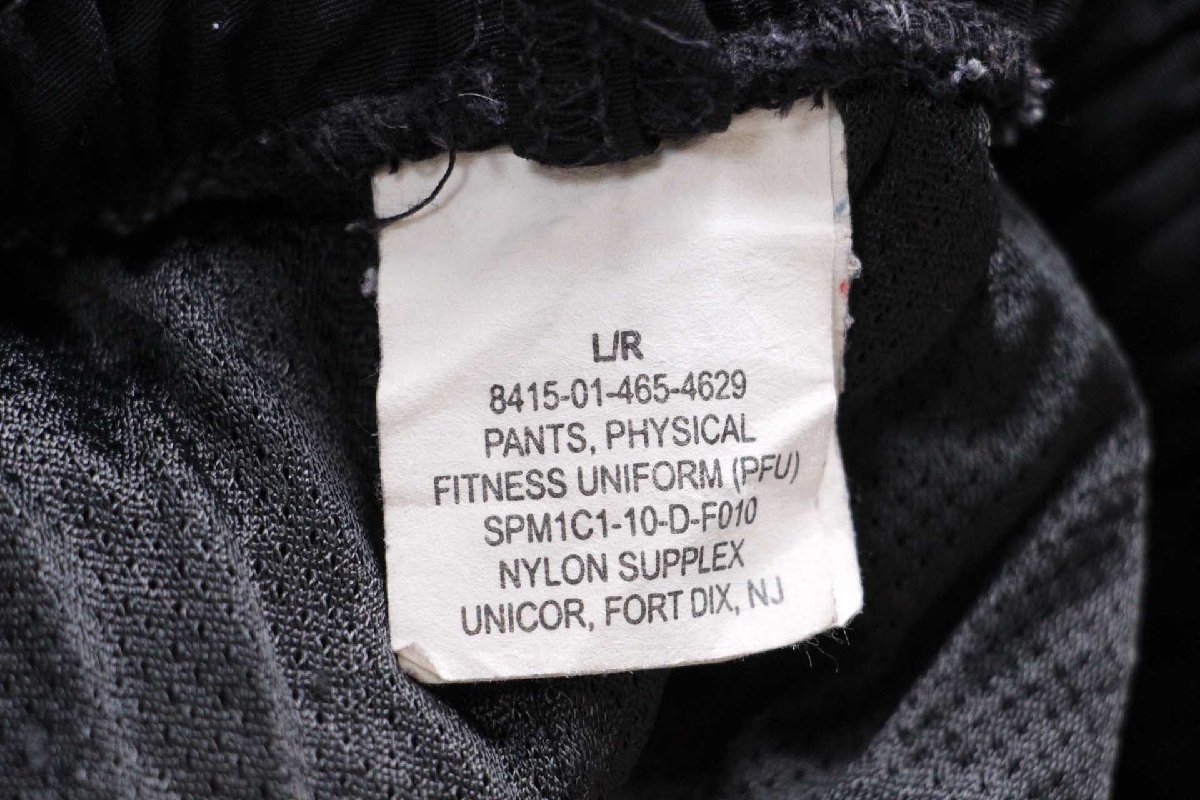 L/R
8415-01-465-4629
PANTS, PHYSICAL
FITNESS UNIFORM (PFU)
SPM1C1-10-D-F010
NYLON SUPPLEX
UNICOR, FORT DIX, NJ